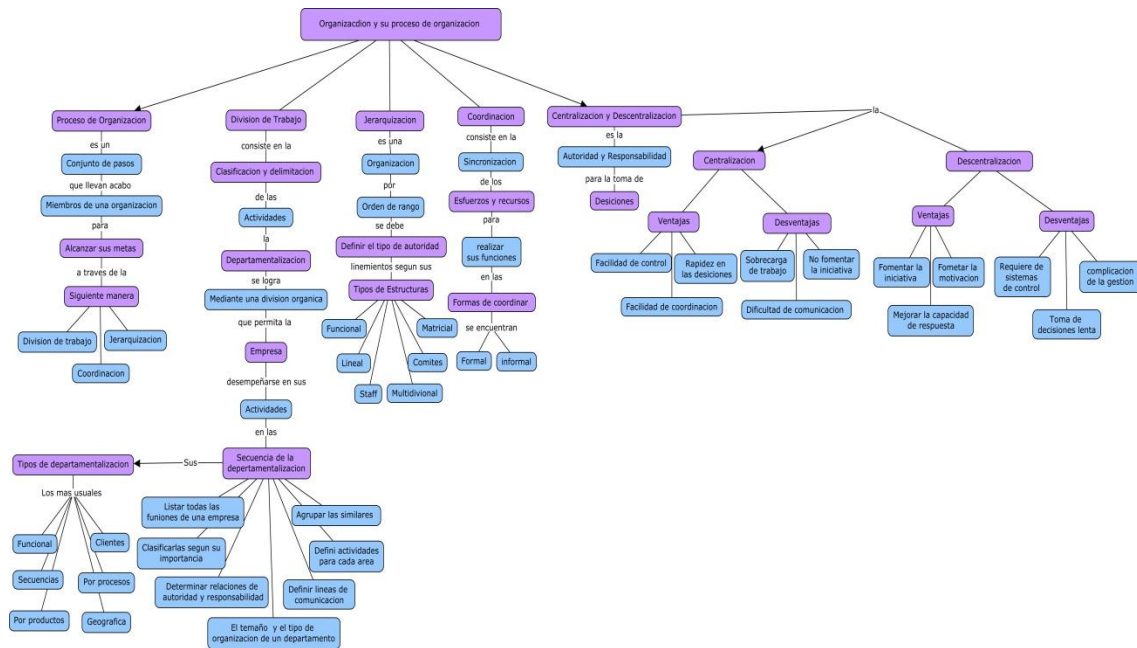 Organizacdion y su proceso de organizacion
Proceso de Organizacion
es un
Conjunto de pasos
que llevan acabo
Miembros de una organizacion
para
Alcanzar sus metas
a traves de la
Siguiente manera
Division de trabajo
Jerarquizacion
Coordinacion
Division de Trabajo
consiste en la
Clasificacion y delimitacion
de las
Actividades
la
Departamentalizacion
se logra
Mediante una division organica
que permita la
Empresa
desempeñarse en sus
Actividades
en las
Secuencia de la
depertamentalizacion
Sus
Tipos de departamentalizacion
Los mas usuales
Funcional
Clientes
Secuencias
Por procesos
Por productos
Geografica
Listar todas las
funiones de una empresa
Agrupar las similares
Clasificarlas segun su
importancia
Defini actividades
para cada area
Determinar relaciones de
autoridad y responsabilidad
Definir lineas de
comunicacion
El temaño y el tipo de
organizacion de un departamento
Jerarquizacion
es una
Organizacion
por
Orden de rango
se debe
Definir el tipo de autoridad
linemientos segun sus
Tipos de Estructuras
Funcional
Matricial
Lineal
Comites
Staff
Multidivional
Coordinacion
consiste en la
Sincronizacion
de los
Esfuerzos y recursos
para
realizar
sus funciones
en las
Formas de coordinar
se encuentran
Formal
informal
Centralizacion y Descentralizacion
es la
Autoridad y Responsabilidad
para la toma de
Desiciones
la
Centralizacion
Ventajas
Facilidad de control
Rapidez en
las desiciones
Facilidad de coordinacion
Desventajas
Sobrecarga
de trabajo
No fomentar
la iniciativa
Dificultad de comunicacion
Descentralizacion
Ventajas
Fomentar la
iniciativa
Fometar la
motivacion
Mejorar la capacidad
de respuesta
Desventajas
Requiere de
sistemas
de control
complicacion
de la gestion
Toma de
decisiones lenta